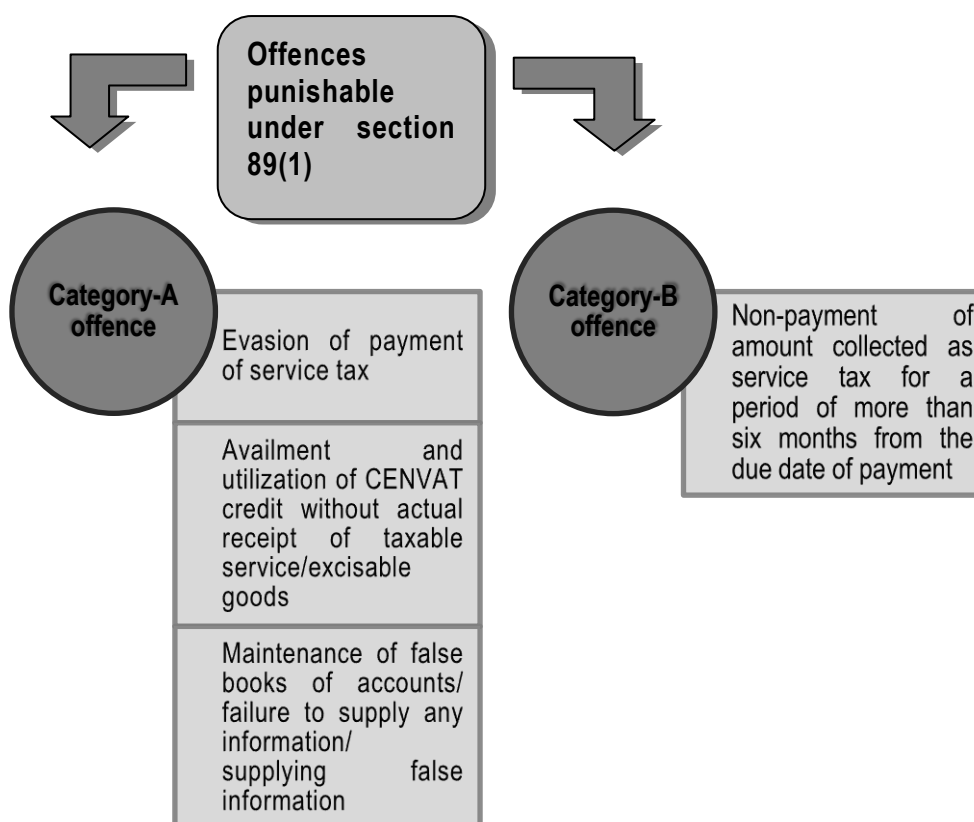 Offences
punishable
under section
89(1)
Category-A
offence
Evasion of payment
of service tax
Availment and
utilization of CENVAT
credit without actual
receipt of taxable
service/excisable
goods
Maintenance of false
books of accounts/
failure to supply any
information/
supplying false
information
Category-B
offence
Non-payment of
amount collected as
service tax for a
period of more than
six months from the
due date of payment